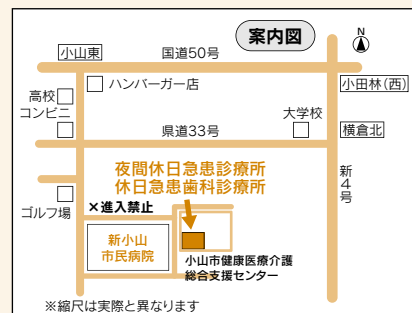 案内図
N
小山東
国道50号
ハンバーガー店
小田林(西)
高校
コンビニ
大学校
県道33号
横倉北
夜間休日急患診療所
休日急患歯科診療所
新4号
ゴルフ場
×進入禁止
新小山
市民病院
小山市健康医療介護
総合支援センター
※縮尺は実際と異なります